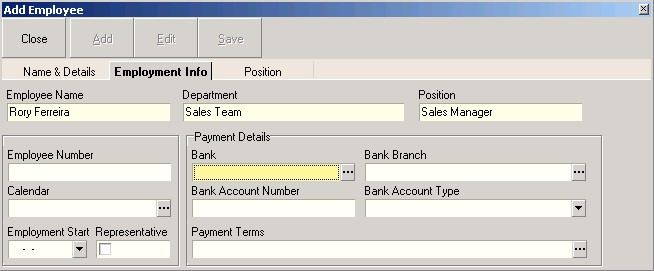 Add Employee
Close Add Edit Save
Name & Details Employment Info Position
Employee Name Department Position
Rory Ferreira Sales Team Sales Manager
Payment Details
Employee Number Bank Bank Branch
Calendar Bank Account Number Bank Account Type
Employment Start Representative Payment Terms
- -